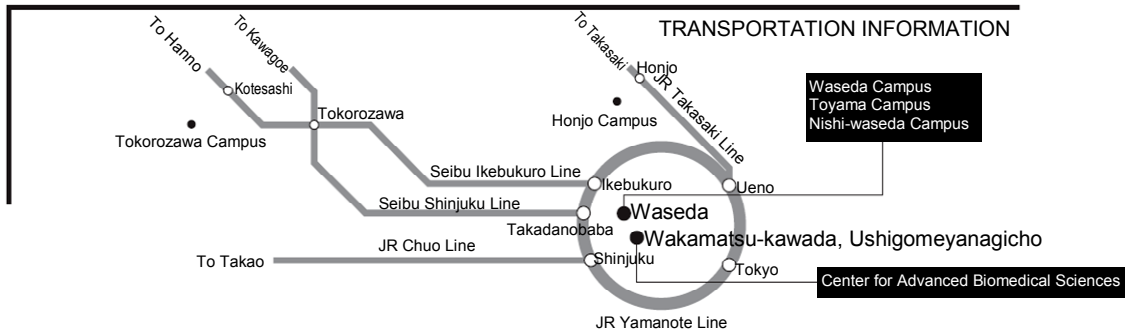 TRANSPORTATION INFORMATION
To Hanno
To Kawagoe
To Takasaki
Honjo
Kotesashi
JR Takasaki Line
Waseda Campus
Toyama Campus
Nishi-waseda Campus
Tokorozawa
Honjo Campus
Tokorozawa Campus
Seibu Ikebukuro Line
Ikebukuro
Ueno
Seibu Shinjuku Line
Waseda
Takadanobaba
Wakamatsu-kawada, Ushigomeyanagicho
JR Chuo Line
To Takao
Shinjuku
Tokyo
Center for Advanced Biomedical Sciences
JR Yamanote Line